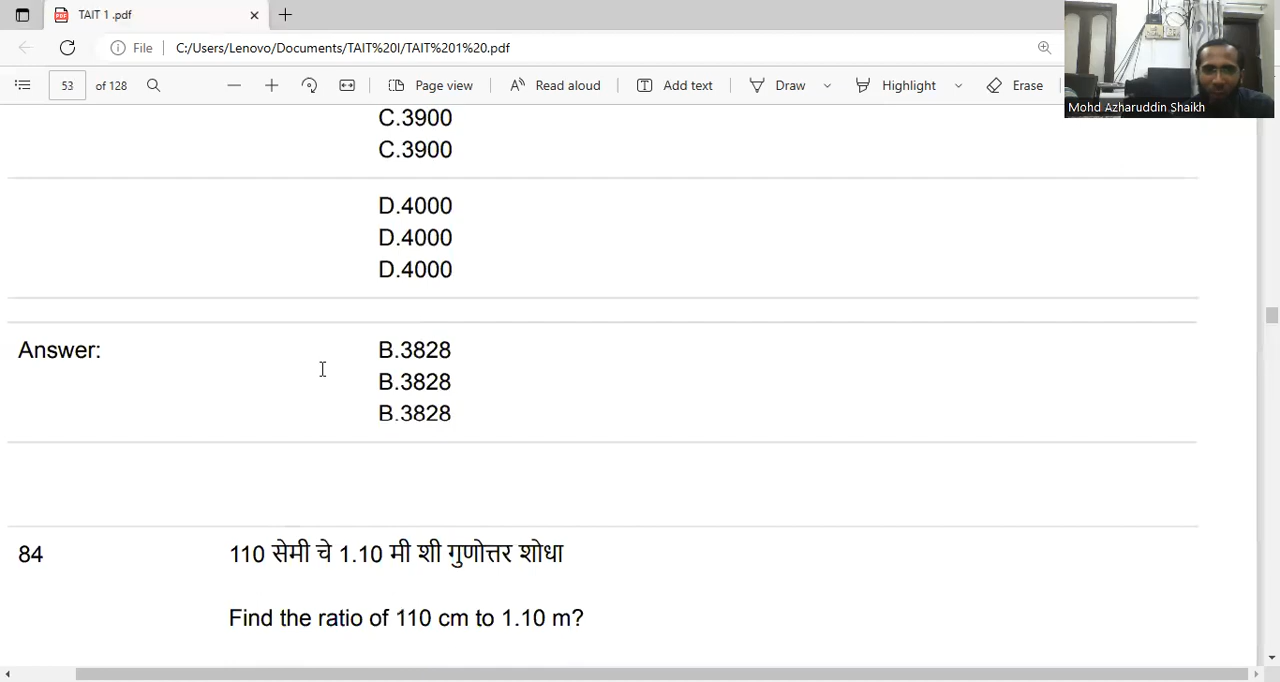 TAIT 1 .pdf
File
C:/Users/Lenovo/Documents/TAIT%20I/TAIT%201%20.pdf
53 of 128
Page view
Read aloud
Add text
Draw
Highlight
Erase
Mohd Azharuddin Shaikh
C.3900
C.3900
D.4000
D.4000
D.4000
Answer: B.3828
B.3828
B.3828
84 110 सेमी चे 1.10 मी शी गुणोत्तर शोधा
Find the ratio of 110 cm to 1.10 m?